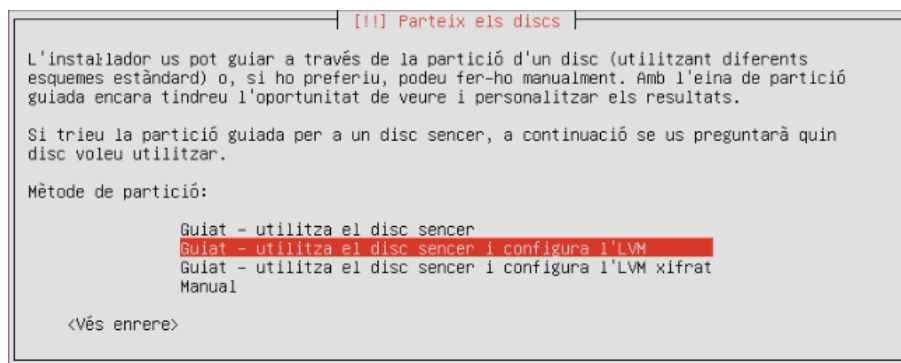 [!!] Parteix els discs
L'instal·lador us pot guiar a través de la partició d'un disc (utilitzant diferents
esquemes estàndard) o, si ho preferiu, podeu fer-ho manualment. Amb l'eina de partició
guiada encara tindreu l'oportunitat de veure i personalitzar els resultats.
Si trieu la partició guiada per a un disc sencer, a continuació se us preguntarà quin
disc voleu utilitzar.
Mètode de partició:
Guiat - utilitza el disc sencer
Guiat - utilitza el disc sencer i configura l'LVM
Guiat - utilitza el disc sencer i configura l'LVM xifrat
Manual
<Vés enrere>